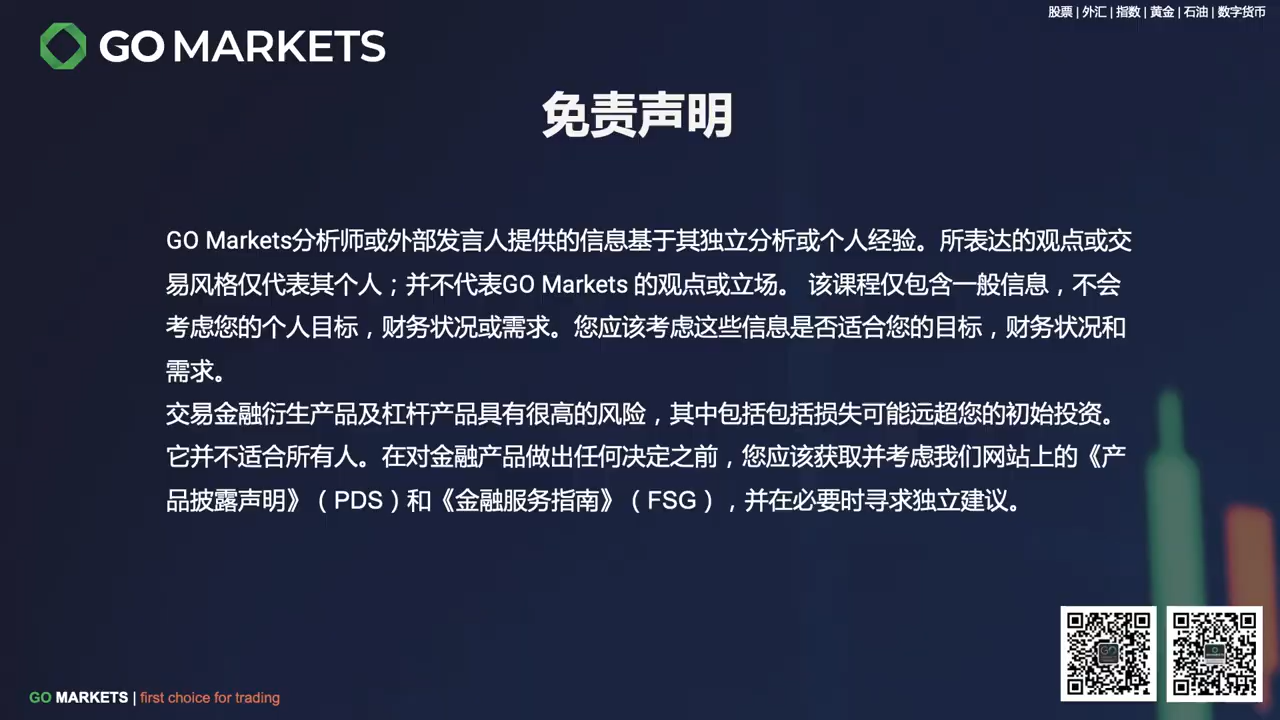 股票 | 外汇 | 指数 | 黄金 | 石油 | 数字货币
GO MARKETS
免责声明
GO Markets分析师或外部发言人提供的信息基于其独立分析或个人经验。所表达的观点或交
易风格仅代表其个人；并不代表GO Markets 的观点或立场。 该课程仅包含一般信息，不会
考虑您的个人目标，财务状况或需求。您应该考虑这些信息是否适合您的目标，财务状况和
需求。
交易金融衍生产品及杠杆产品具有很高的风险，其中包括包括损失可能远超您的初始投资。
它并不适合所有人。在对金融产品做出任何决定之前，您应该获取并考虑我们网站上的《产
品披露声明》（PDS）和《金融服务指南》（FSG），并在必要时寻求独立建议。
GO MARKETS | first choice for trading